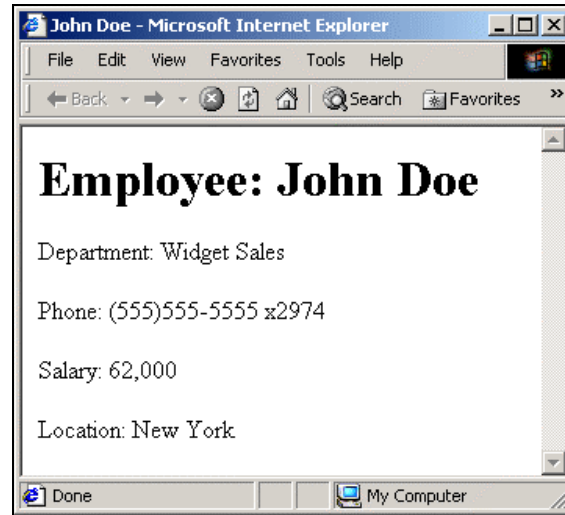 John Doe - Microsoft Internet Explorer
File Edit View Favorites Tools Help
Back Search Favorites »
Employee: John Doe
Department: Widget Sales
Phone: (555)555-5555 x2974
Salary: 62,000
Location: New York
Done My Computer